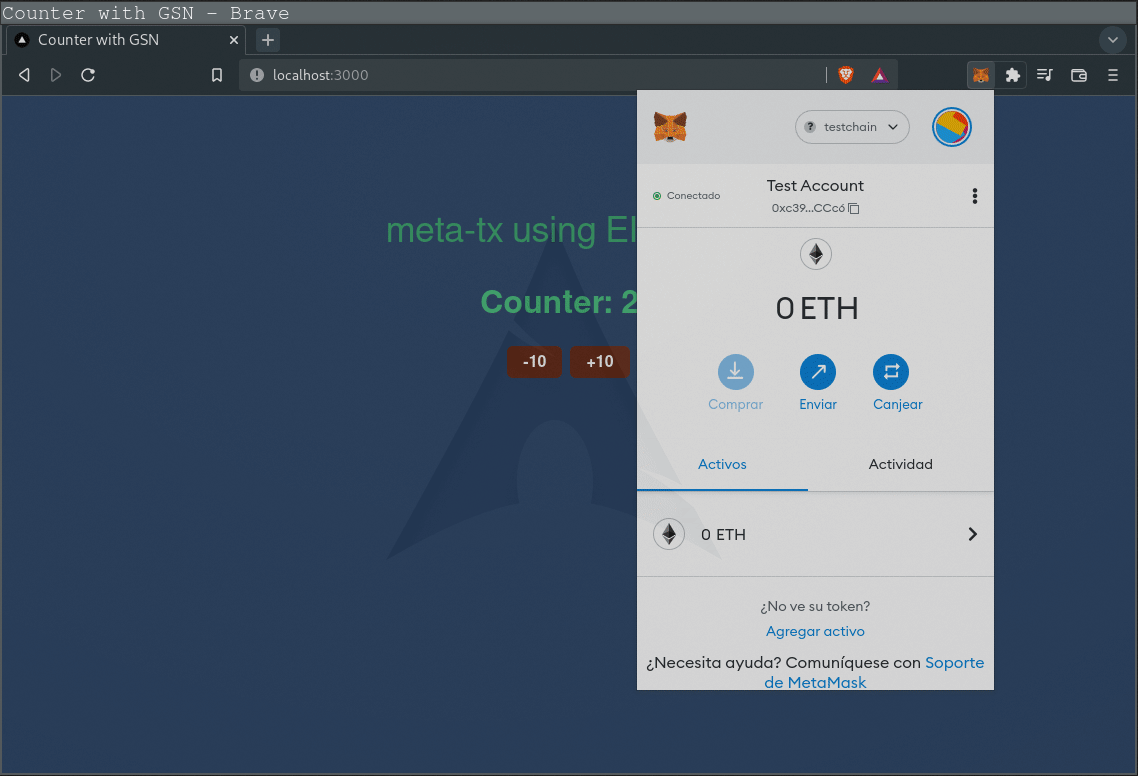 Counter with GSN - Brave
Counter with GSN
localhost:3000
testchain
Conectado
Test Account
0xc39...CCcó
meta-tx using
Counter: 2
-10
+10
0 ETH
Comprar
Enviar
Canjear
Activos
Actividad
0 ETH
¿No ve su token?
Agregar activo
¿Necesita ayuda? Comuníquese con Soporte
de MetaMask